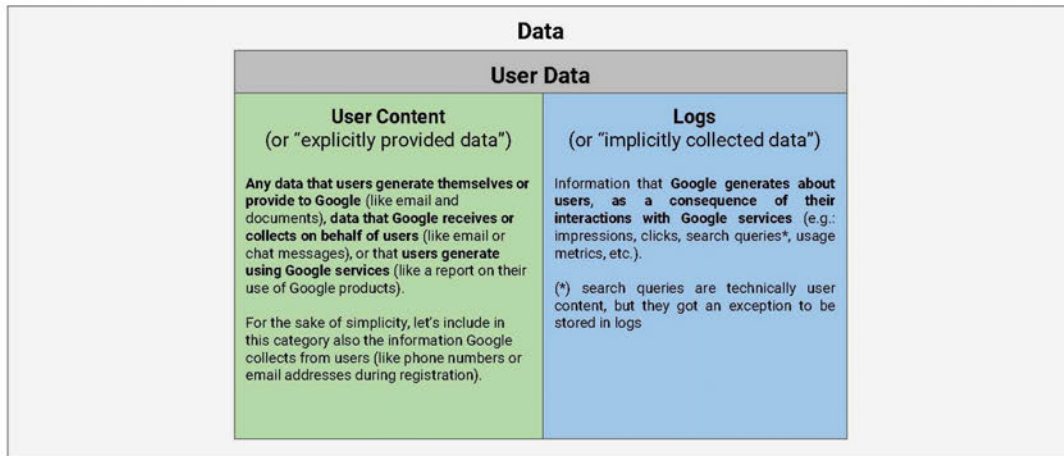 Data
User Data
User Content
(or “explicitly provided data”)
Any data that users generate themselves or
provide to Google (like email and
documents), data that Google receives or
collects on behalf of users (like email or
chat messages), or that users generate
using Google services (like a report on their
use of Google products).
For the sake of simplicity, let's include in
this category also the information Google
collects from users (like phone numbers or
email addresses during registration).
Logs
(or “implicitly collected data”)
Information that Google generates about
users, as a consequence of their
interactions with Google services (e.g.:
impressions, clicks, search queries*, usage
metrics, etc.).
(*) search queries are technically user
content, but they got an exception to be
stored in logs